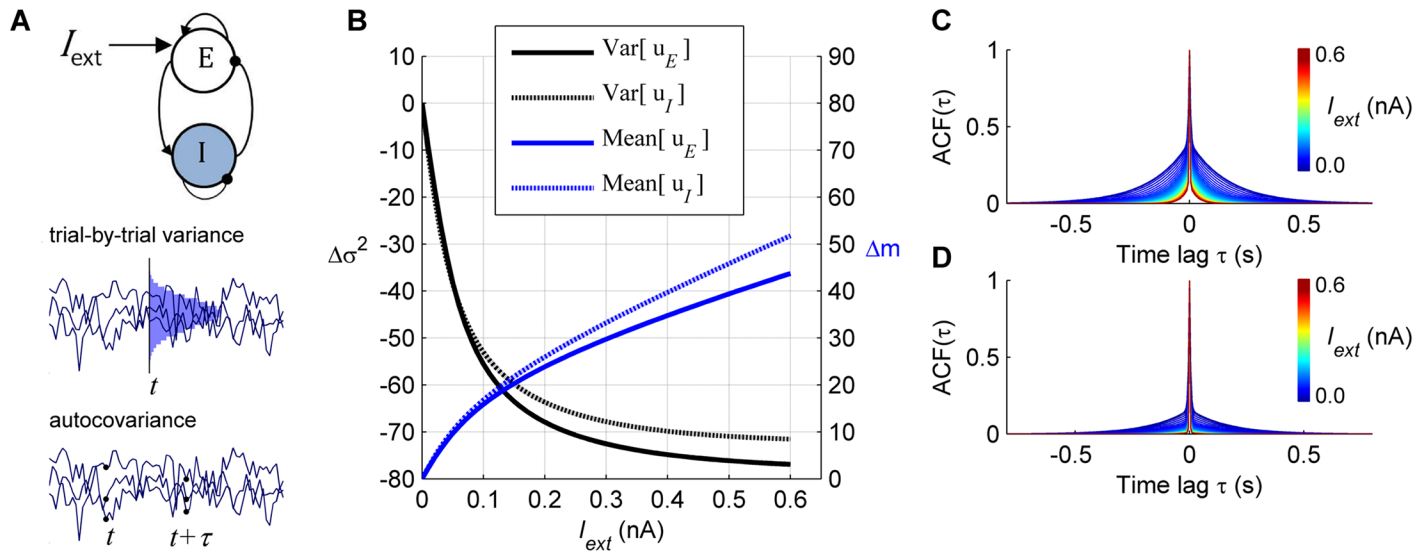 A
I_ext
E
I
trial-by-trial variance
t
autocovariance
t t + τ
B
Var[ u_E ]
Var[ u_I ]
Mean[ u_E ]
Mean[ u_I ]
10
0
-10
-20
-30
-40
-50
-60
-70
-80
Δσ²
90
80
70
60
50
40
30
20
10
0
Δm
0 0.1 0.2 0.3 0.4 0.5 0.6
I_ext (nA)
C
1
0.5
0
ACF(τ)
0.6
I_ext (nA)
0.0
-0.5 0 0.5
Time lag τ (s)
D
1
0.5
0
ACF(τ)
0.6
I_ext (nA)
0.0
-0.5 0 0.5
Time lag τ (s)